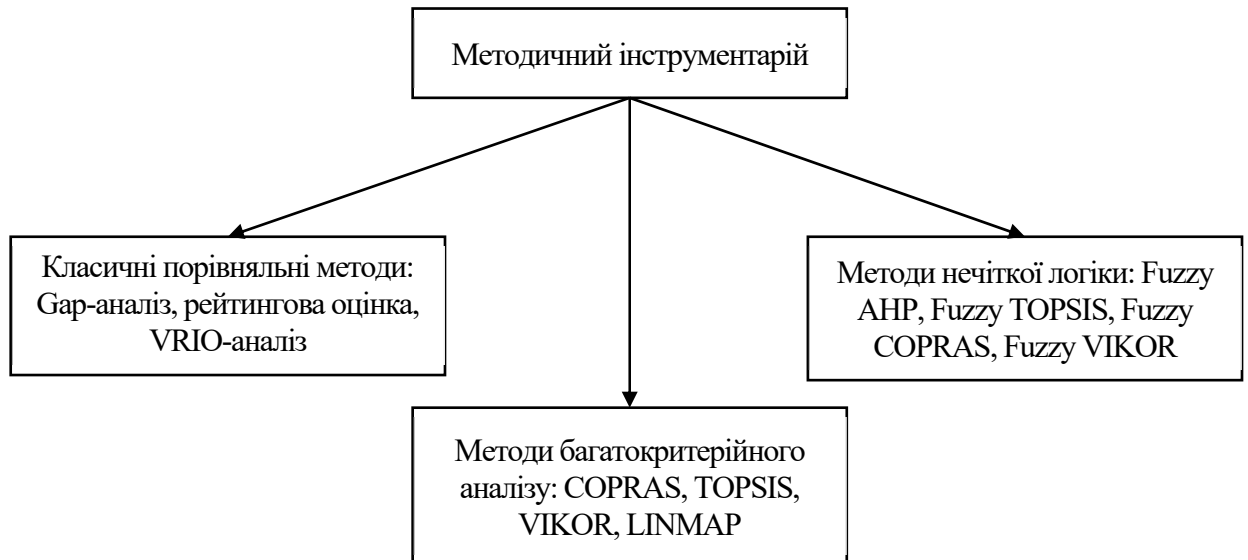 Методичний інструментарій
Класичні порівняльні методи:
Gap-аналіз, рейтингова оцінка,
VRIO-аналіз
Методи нечіткої логіки: Fuzzy
AHP, Fuzzy TOPSIS, Fuzzy
COPRAS, Fuzzy VIKOR
Методи багатокритерійного
аналізу: COPRAS, TOPSIS,
VIKOR, LINMAP